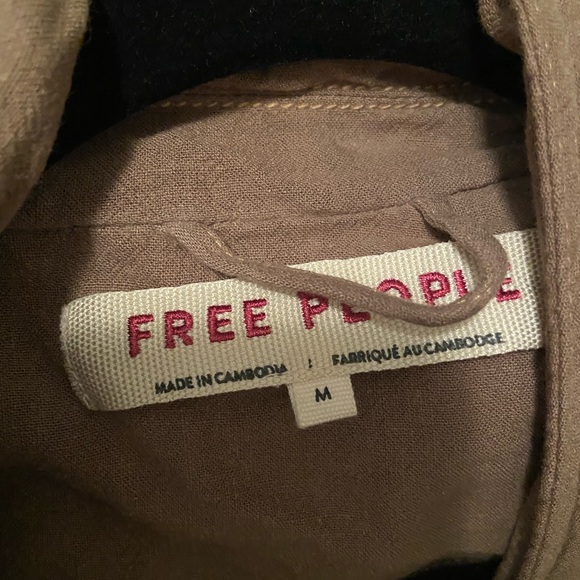 FREE PEOPLE
MADE IN CAMBODIA / FABRIQUÉ AU CAMBODGE
M